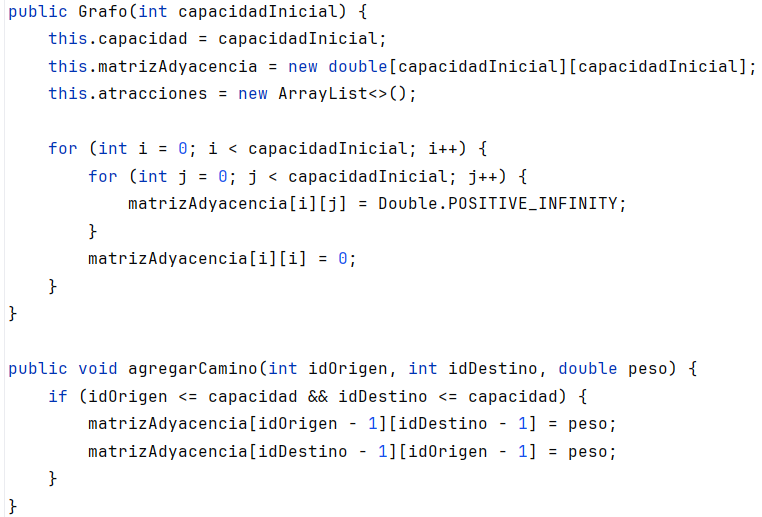 public Grafo(int capacidadInicial) {
    this.capacidad = capacidadInicial;
    this.matrizAdyacencia = new double[capacidadInicial][capacidadInicial];
    this.atracciones = new ArrayList<>();

    for (int i = 0; i < capacidadInicial; i++) {
        for (int j = 0; j < capacidadInicial; j++) {
            matrizAdyacencia[i][j] = Double.POSITIVE_INFINITY;
        }
        matrizAdyacencia[i][i] = 0;
    }
}

public void agregarCamino(int idOrigen, int idDestino, double peso) {
    if (idOrigen <= capacidad && idDestino <= capacidad) {
        matrizAdyacencia[idOrigen - 1][idDestino - 1] = peso;
        matrizAdyacencia[idDestino - 1][idOrigen - 1] = peso;
    }
}